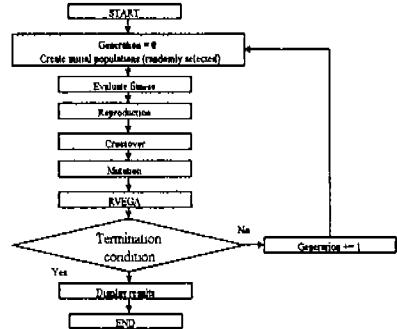 START
Generation = 0
Create initial populations (randomly selected)
Evaluate fitness
Reproduction
Crossover
Mutation
RVEGA
Termination
condition
No
Generation += 1
Yes
Display results
END